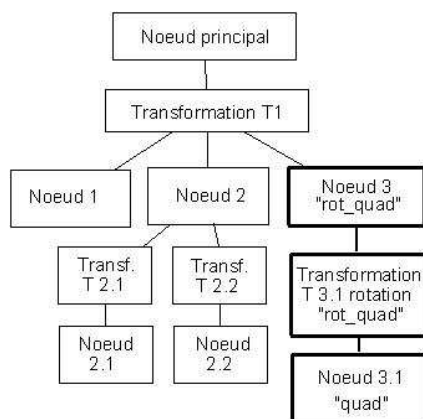 Noeud principal
Transformation T1
Noeud 1
Noeud 2
Noeud 3
"rot_quad"
Transf.
T 2.1
Transf.
T 2.2
Transformation
T 3.1 rotation
"rot_quad"
Noeud
2.1
Noeud
2.2
Noeud 3.1
"quad"